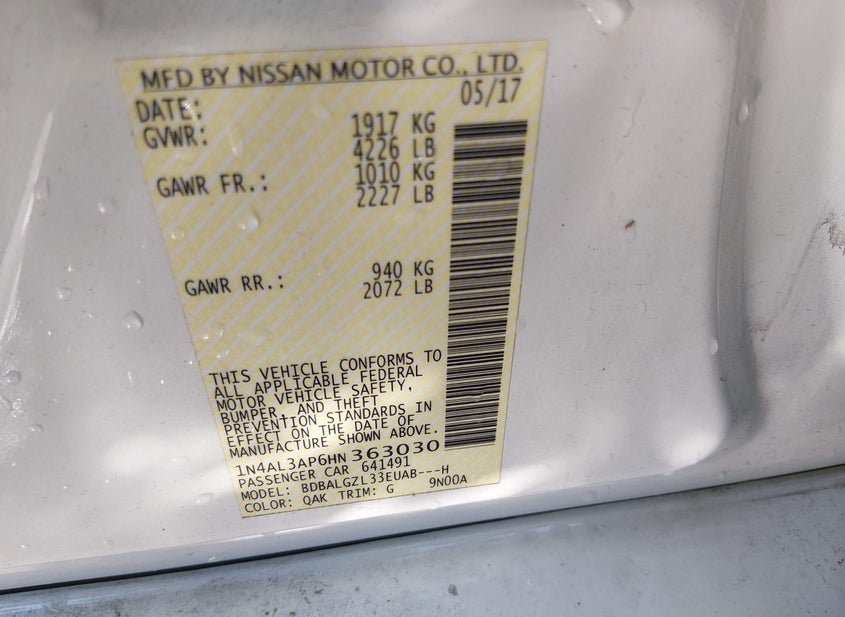 MFD BY NISSAN MOTOR CO., LTD.
DATE: 05/17
GVWR: 1917 KG
4226 LB
GAWR FR.: 1010 KG
2227 LB
GAWR RR.: 940 KG
2072 LB
THIS VEHICLE CONFORMS TO
ALL APPLICABLE FEDERAL
MOTOR VEHICLE SAFETY,
BUMPER, AND THEFT
PREVENTION STANDARDS IN
EFFECT ON THE DATE OF
MANUFACTURE SHOWN ABOVE.
1N4AL3AP6HN363030
PASSENGER CAR 641491
MODEL: BDBALGZL33EUAB---H
COLOR: QAK TRIM: G 9N00A